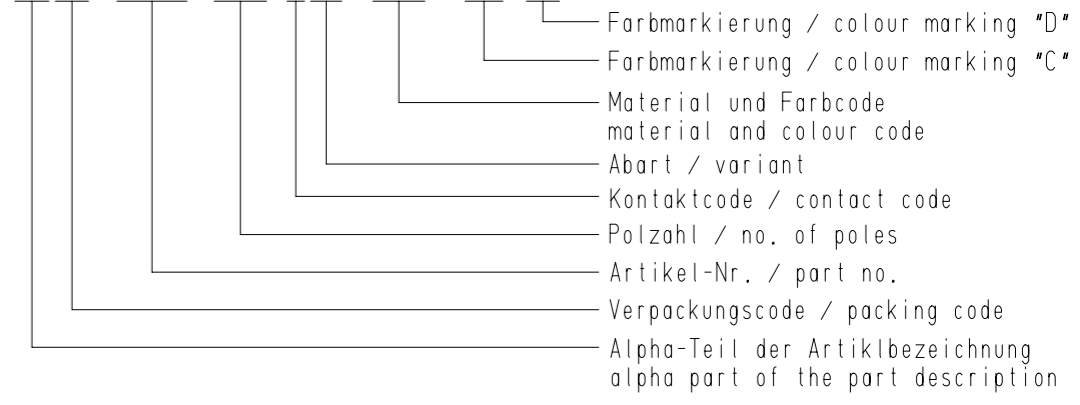 Farbmarkierung / colour marking "D"
Farbmarkierung / colour marking "C"
Material und Farbcode
material and colour code
Abart / variant
Kontaktcode / contact code
Polzahl / no. of poles
Artikel-Nr. / part no.
Verpackungscode / packing code
Alpha-Teil der Artiklbezeichnung
alpha part of the part description